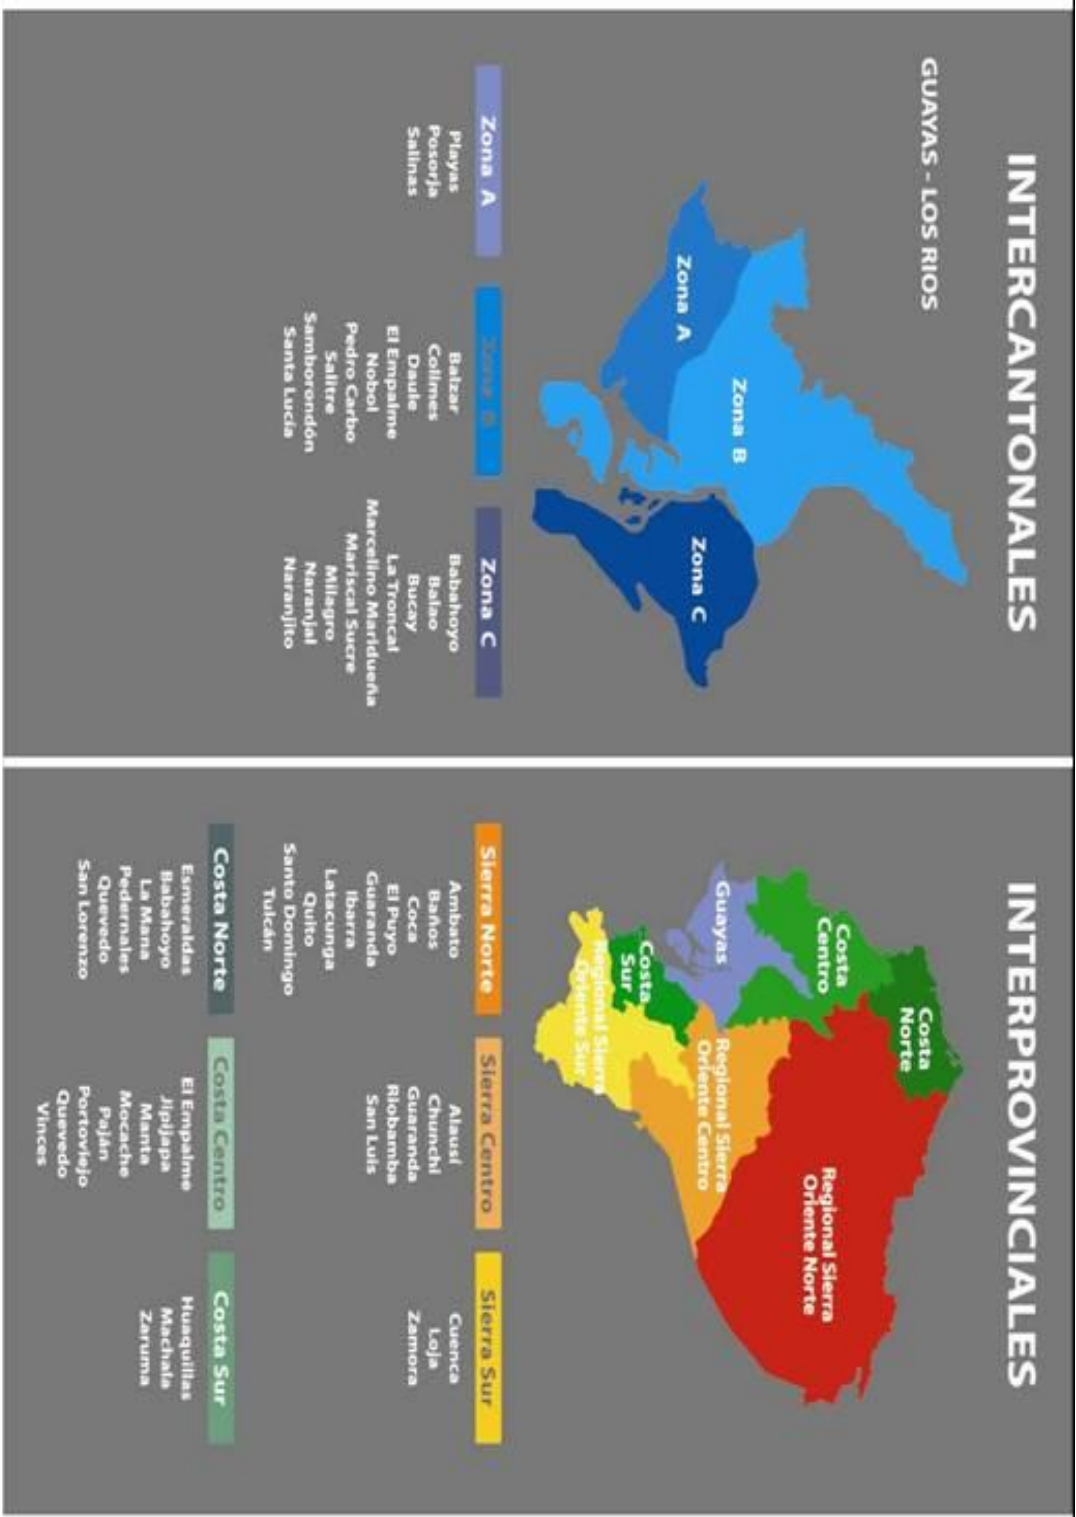 INTERCANTONALES
GUAYAS - LOS RIOS
Zona A
Zona B
Zona C
Zona A
Playas
Posorja
Salinas
Zona B
Balzar
Colimes
Daule
El Empalme
Nobol
Pedro Carbo
Salitre
Samborondón
Santa Lucía
Zona C
Babahoyo
Balao
Bucay
La Troncal
Marcelino Maridueña
Mariscal Sucre
Milagro
Naranjal
Naranjito
INTERPROVINCIALES
Costa
Norte
Costa
Centro
Guayas
Costa
Sur
Regional Sierra
Oriente Sur
Regional Sierra
Oriente Centro
Regional Sierra
Oriente Norte
Sierra Norte
Ambato
Baños
Coca
El Puyo
Guaranda
Ibarra
Latacunga
Quito
Santo Domingo
Tulcán
Sierra Centro
Alausí
Chunchi
Guaranda
Riobamba
San Luis
Sierra Sur
Cuenca
Loja
Zamora
Costa Norte
Esmeraldas
Babahoyo
La Mana
Pedernales
Quevedo
San Lorenzo
Costa Centro
El Empalme
Jipijapa
Manta
Mocache
Paján
Portoviejo
Quevedo
Vinces
Costa Sur
Huaquillas
Machala
Zaruma